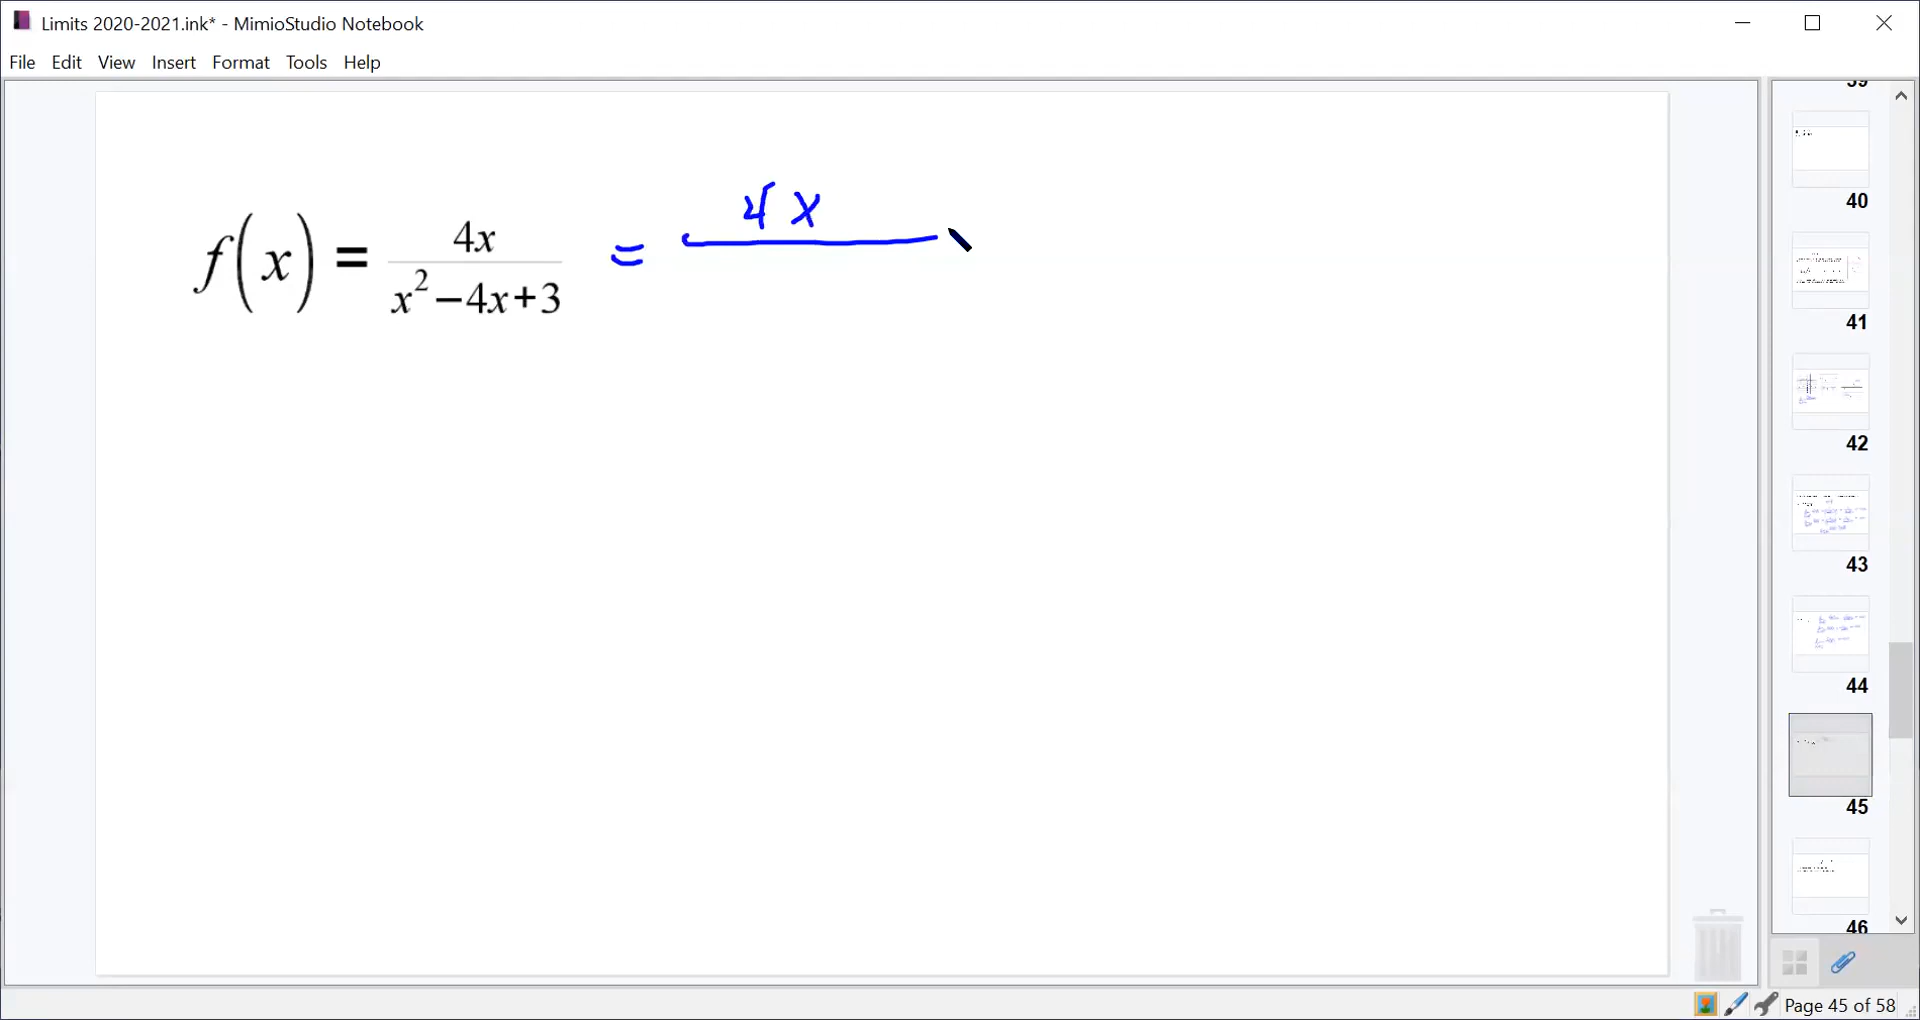 Limits 2020-2021.ink* - MimioStudio Notebook
File Edit View Insert Format Tools Help
f(x) = 4x / (x² − 4x + 3) = 4x
39
40
41
42
43
44
45
46
Page 45 of 58